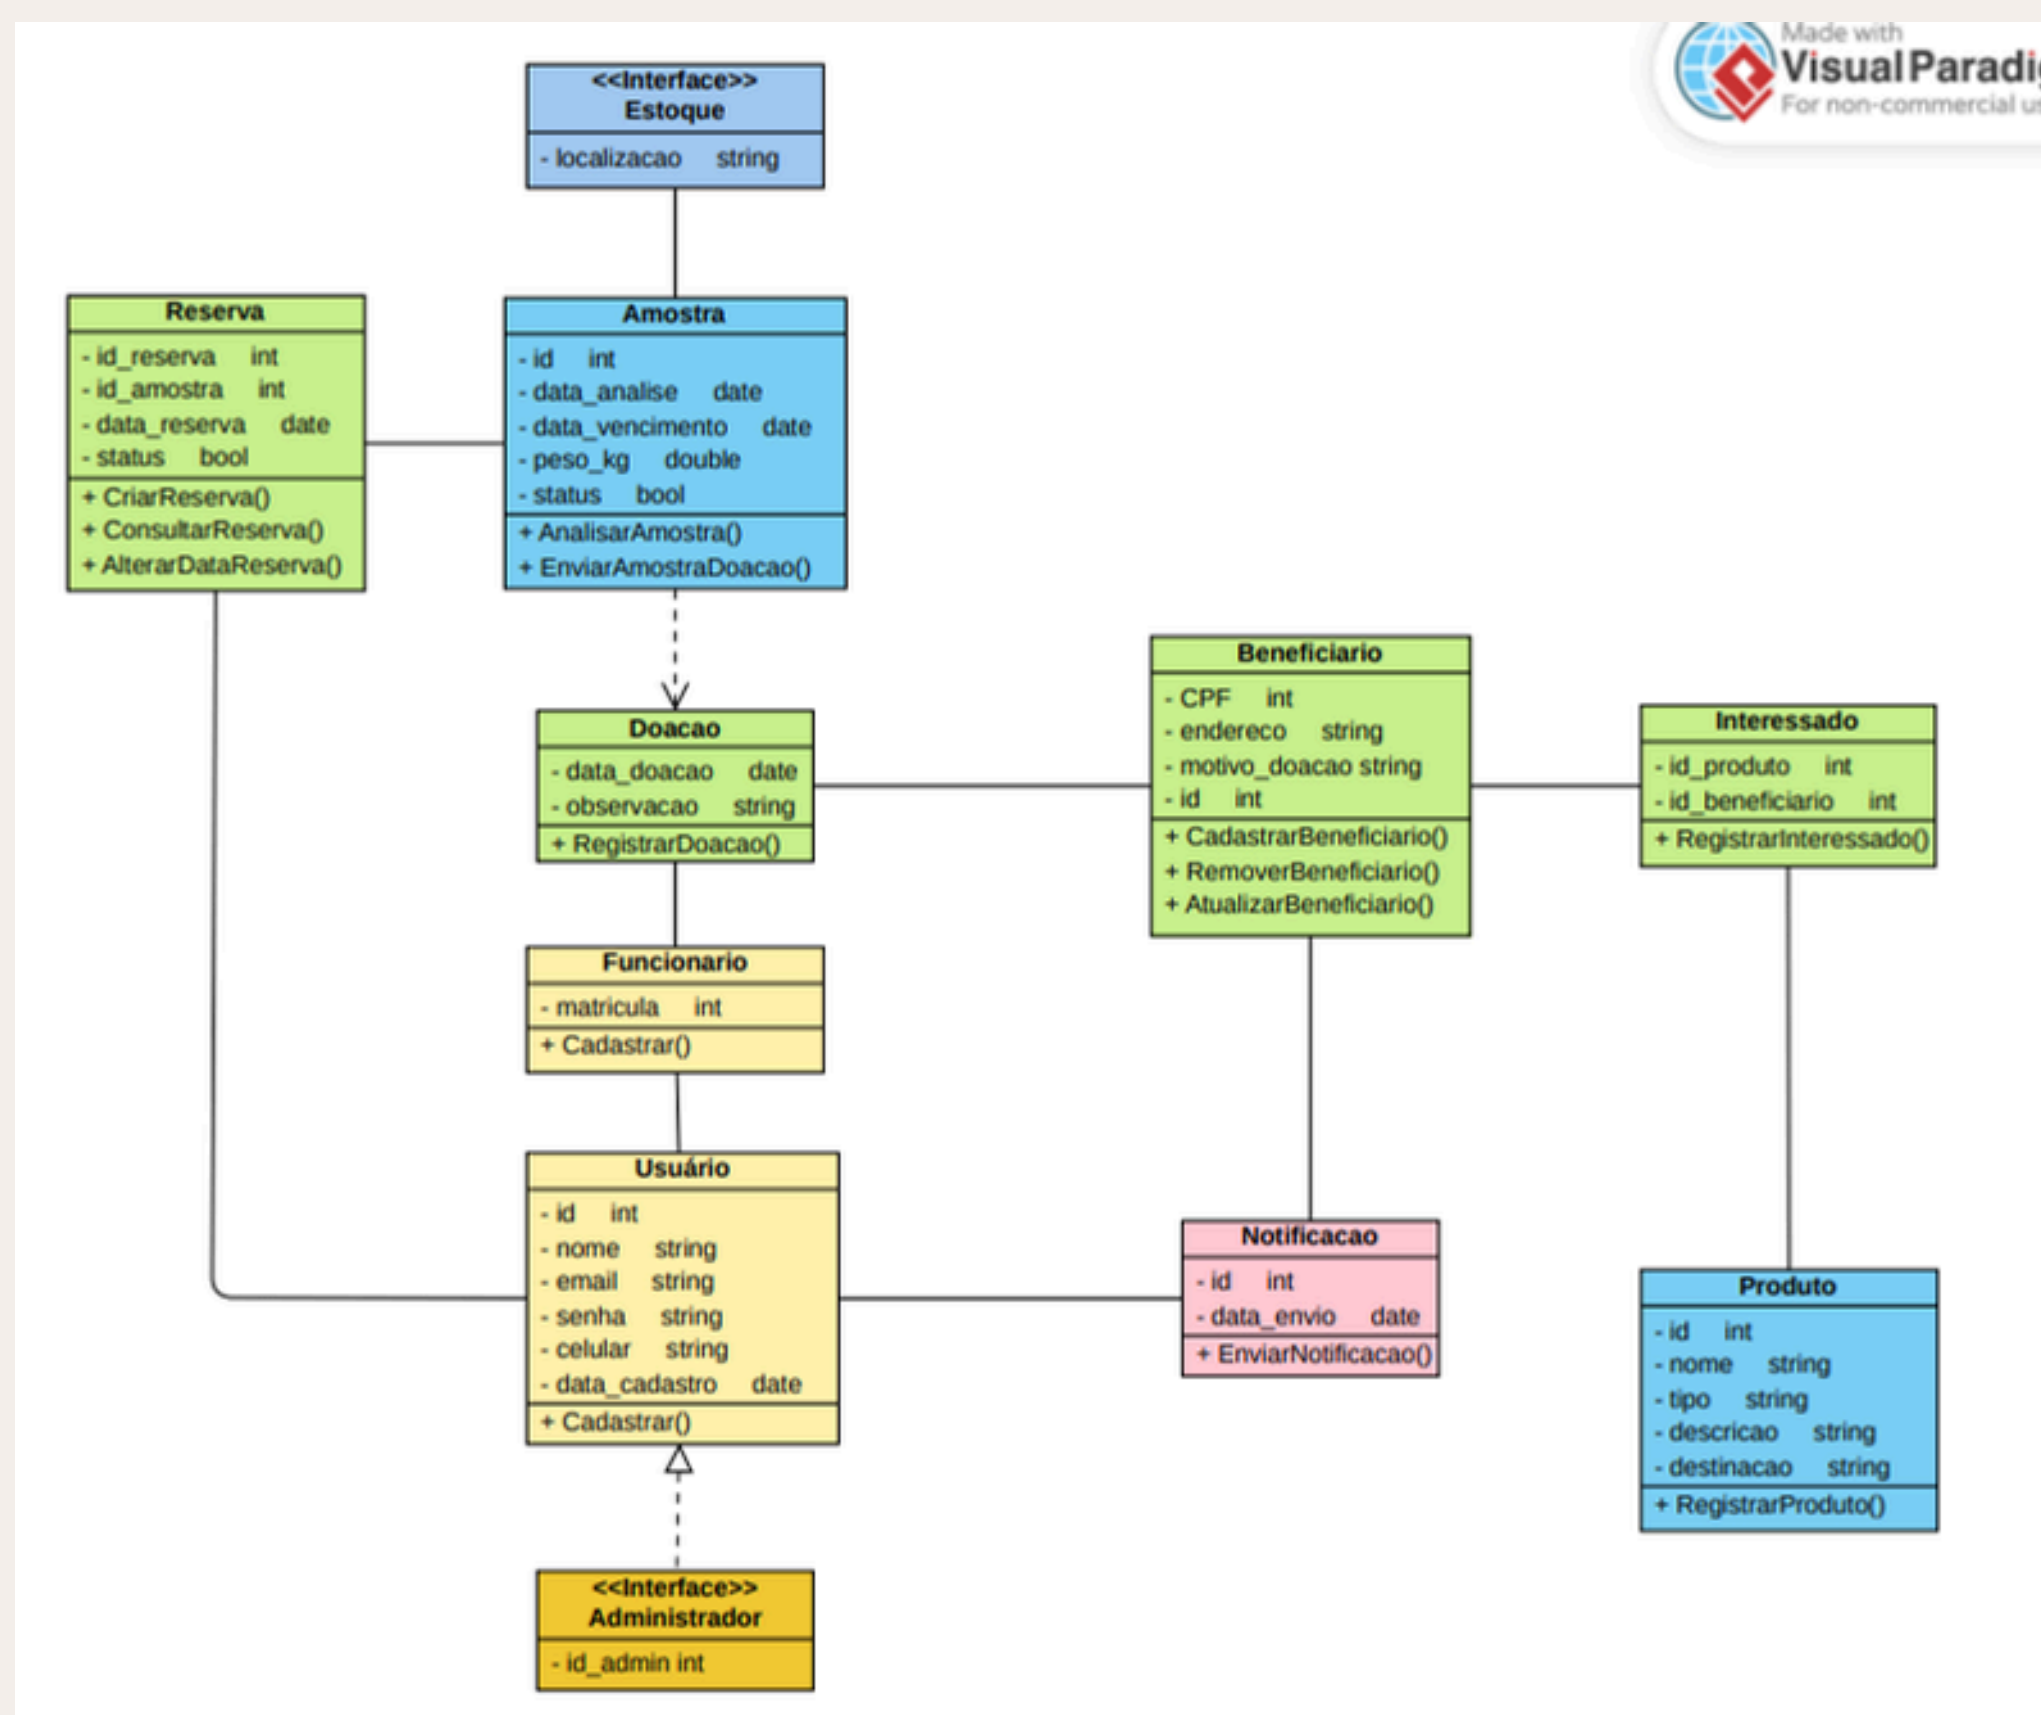 Made with
VisualParadig
For non-commercial us
<<Interface>>
Estoque
- localizacao string
Reserva
- id_reserva int
- id_amostra int
- data_reserva date
- status bool
+ CriarReserva()
+ ConsultarReserva()
+ AlterarDataReserva()
Amostra
- id int
- data_analise date
- data_vencimento date
- peso_kg double
- status bool
+ AnalisarAmostra()
+ EnviarAmostraDoacao()
Doacao
- data_doacao date
- observacao string
+ RegistrarDoacao()
Beneficiario
- CPF int
- endereco string
- motivo_doacao string
- id int
+ CadastrarBeneficiario()
+ RemoverBeneficiario()
+ AtualizarBeneficiario()
Interessado
- id_produto int
- id_beneficiario int
+ RegistrarInteressado()
Funcionario
- matricula int
+ Cadastrar()
Usuário
- id int
- nome string
- email string
- senha string
- celular string
- data_cadastro date
+ Cadastrar()
Notificacao
- id int
- data_envio date
+ EnviarNotificacao()
Produto
- id int
- nome string
- tipo string
- descricao string
- destinacao string
+ RegistrarProduto()
<<Interface>>
Administrador
- id_admin int